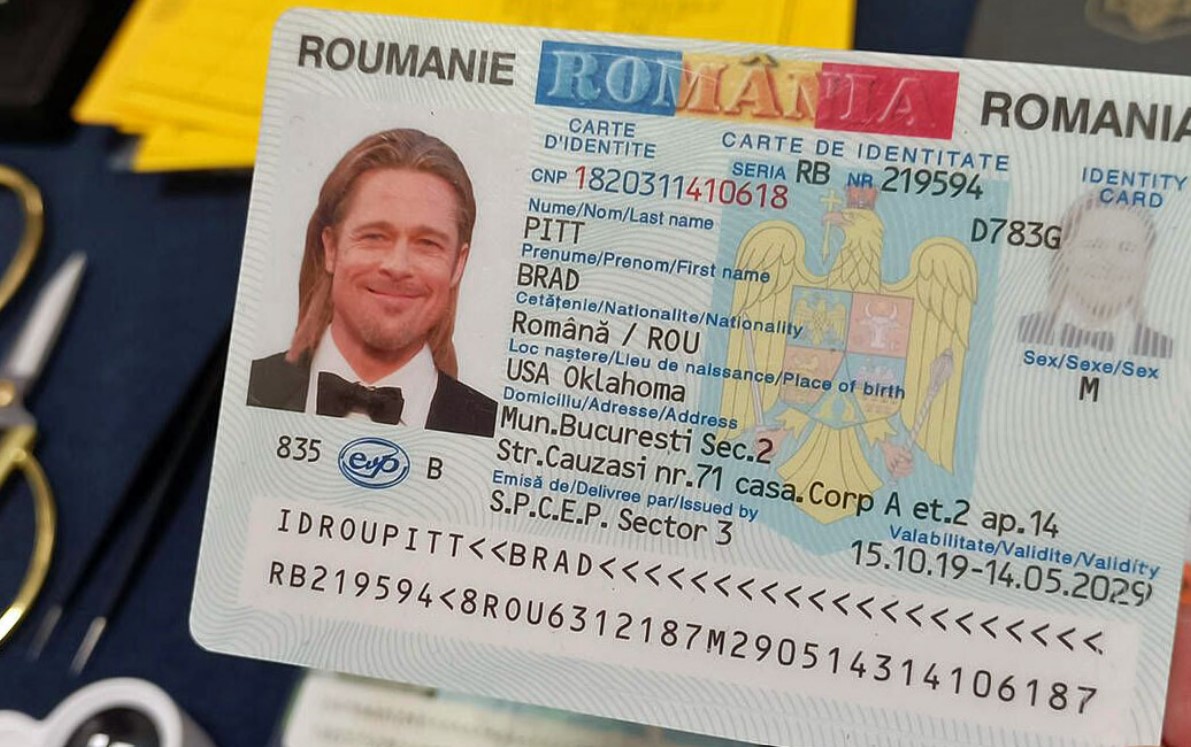 ROUMANIE ROMÂNIA ROMANIA
CARTE D'IDENTITE CARTE DE IDENTITATE IDENTITY CARD
SERIA RB NR 219594
CNP 1820311410618
D783G
Nume/Nom/Last name
PITT
Prenume/Prenom/First name
BRAD
Cetăţenie/Nationalite/Nationality
Română / ROU
Sex/Sexe/Sex
M
Loc naştere/Lieu de naissance/Place of birth
USA Oklahoma
Domiciliu/Adresse/Address
Mun.Bucureşti Sec.2
Str.Cauzasi nr.71 casa.Corp A et.2 ap.14
835 evp B
Emisă de/Delivree par/Issued by
S.P.C.E.P. Sector 3
Valabilitate/Validite/Validity
15.10.19-14.05.2029
IDROUPITT<<BRAD<<<<<<<<<<<<<<<<<<<<<
RB219594<8ROU6312187M290514314106187